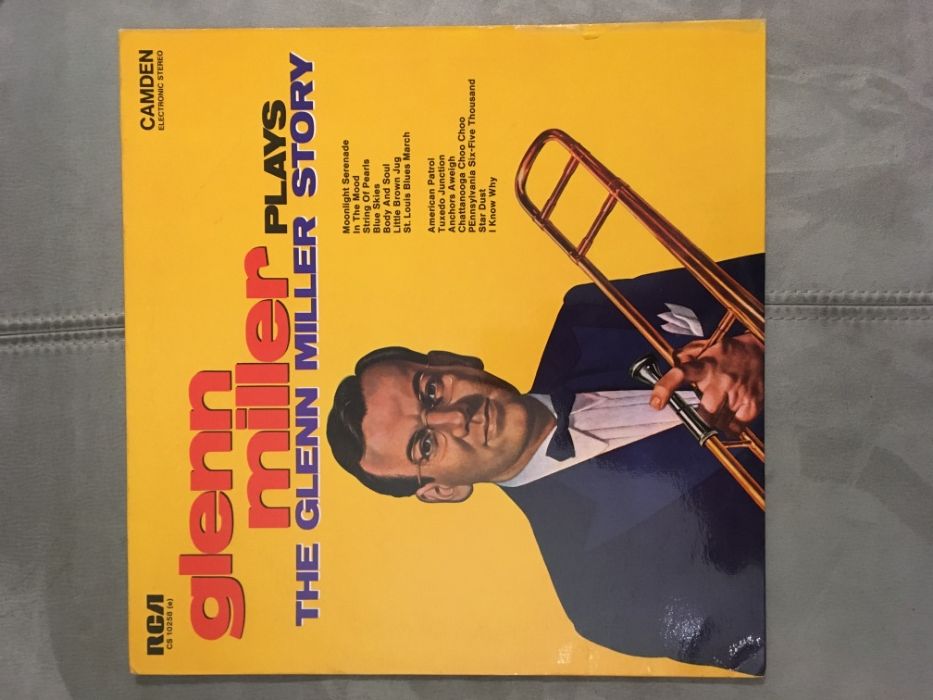 RCA
CS 10258 (e)
CAMDEN
ELECTRONIC STEREO
glenn
miller PLAYS
THE GLENN MILLER STORY
Moonlight Serenade
In The Mood
String Of Pearls
Blue Skies
Body And Soul
Little Brown Jug
St. Louis Blues March
American Patrol
Tuxedo Junction
Anchors Aweigh
Chattanooga Choo Choo
PEnnsylvania Six-Five Thousand
Star Dust
I Know Why